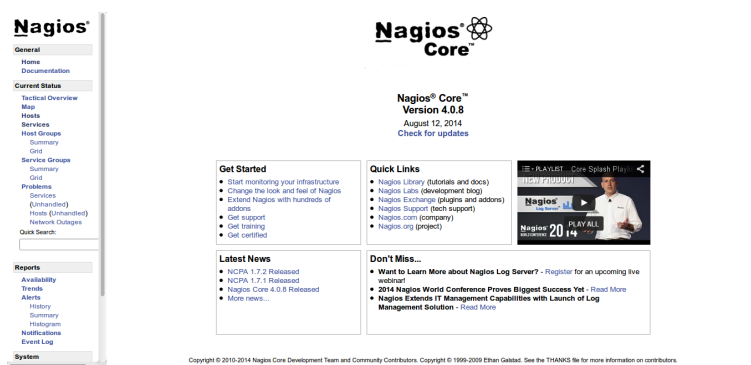 Nagios®
General
Home
Documentation
Current Status
Tactical Overview
Map
Hosts
Services
Host Groups
Summary
Grid
Service Groups
Summary
Grid
Problems
Services
(Unhandled)
Hosts (Unhandled)
Network Outages
Quick Search:
Reports
Availability
Trends
Alerts
History
Summary
Histogram
Notifications
Event Log
System
Nagios®
Core™
Nagios® Core™
Version 4.0.8
August 12, 2014
Check for updates
Get Started
Start monitoring your infrastructure
Change the look and feel of Nagios
Extend Nagios with hundreds of
addons
Get support
Get training
Get certified
Quick Links
Nagios Library (tutorials and docs)
Nagios Labs (development blog)
Nagios Exchange (plugins and addons)
Nagios Support (tech support)
Nagios.com (company)
Nagios.org (project)
PLAYLIST Core Splash Playli
NEW PRODUCT
Nagios
Log Server
PLAY ALL
Nagios
WORLD CONFERENCE
2014
Latest News
NCPA 1.7.2 Released
NCPA 1.7.1 Released
Nagios Core 4.0.8 Released
More news...
Don't Miss...
Want to Learn More about Nagios Log Server? - Register for an upcoming live
webinar!
2014 Nagios World Conference Proves Biggest Success Yet - Read More
Nagios Extends IT Management Capabilities with Launch of Log
Management Solution - Read More
Copyright © 2010-2014 Nagios Core Development Team and Community Contributors. Copyright © 1999-2009 Ethan Galstad. See the THANKS file for more information on contributors.